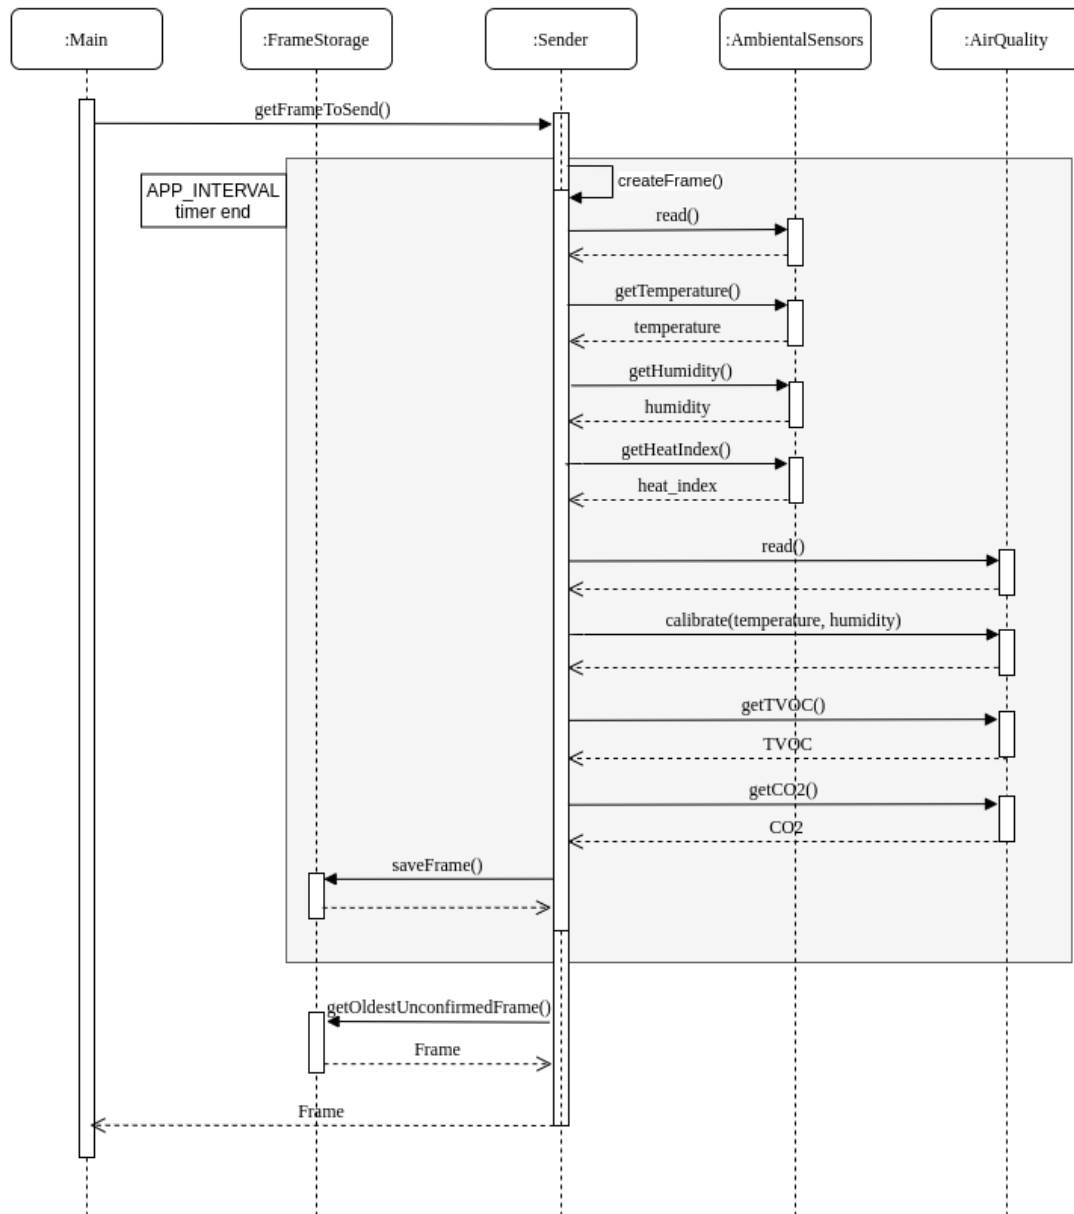 :Main
:FrameStorage
:Sender
:AmbientalSensors
:AirQuality
getFrameToSend()
APP_INTERVAL
timer end
createFrame()
read()
getTemperature()
temperature
getHumidity()
humidity
getHeatIndex()
heat_index
read()
calibrate(temperature, humidity)
getTVOC()
TVOC
getCO2()
CO2
saveFrame()
getOldestUnconfirmedFrame()
Frame
Frame